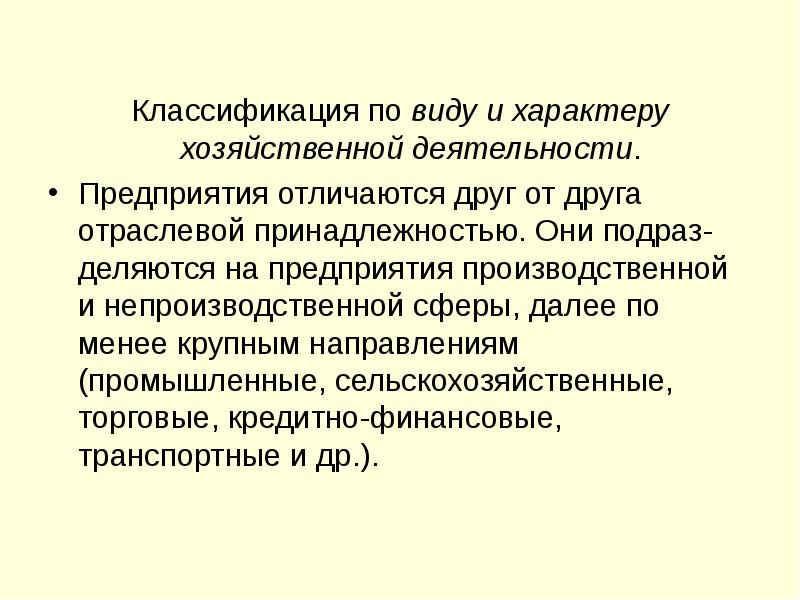 Классификация по виду и характеру
хозяйственной деятельности.
• Предприятия отличаются друг от друга
отраслевой принадлежностью. Они подраз-
деляются на предприятия производственной
и непроизводственной сферы, далее по
менее крупным направлениям
(промышленные, сельскохозяйственные,
торговые, кредитно-финансовые,
транспортные и др.).